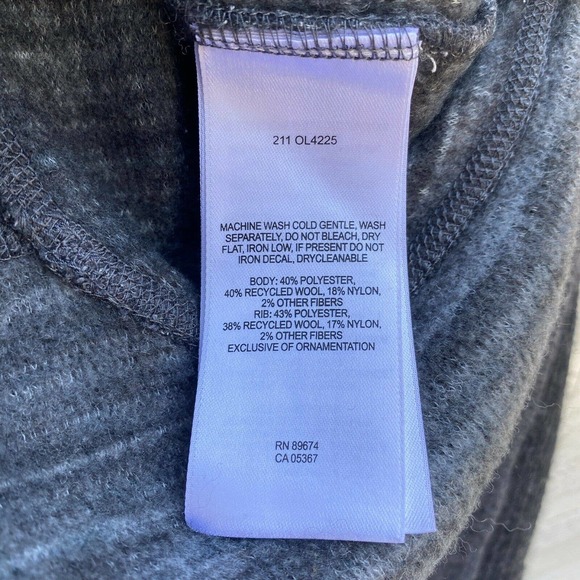 211 OL4225
MACHINE WASH COLD GENTLE, WASH
SEPARATELY, DO NOT BLEACH, DRY
FLAT, IRON LOW, IF PRESENT DO NOT
IRON DECAL, DRYCLEANABLE
BODY: 40% POLYESTER,
40% RECYCLED WOOL, 18% NYLON,
2% OTHER FIBERS
RIB: 43% POLYESTER,
38% RECYCLED WOOL, 17% NYLON,
2% OTHER FIBERS
EXCLUSIVE OF ORNAMENTATION
RN 89674
CA 05367